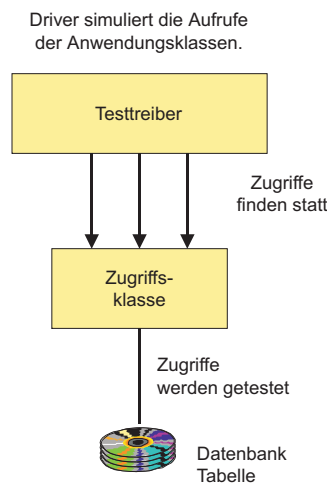 Driver simuliert die Aufrufe
der Anwendungsklassen.
Testtreiber
Zugriffe
finden statt
Zugriffs-
klasse
Zugriffe
werden getestet
Datenbank
Tabelle